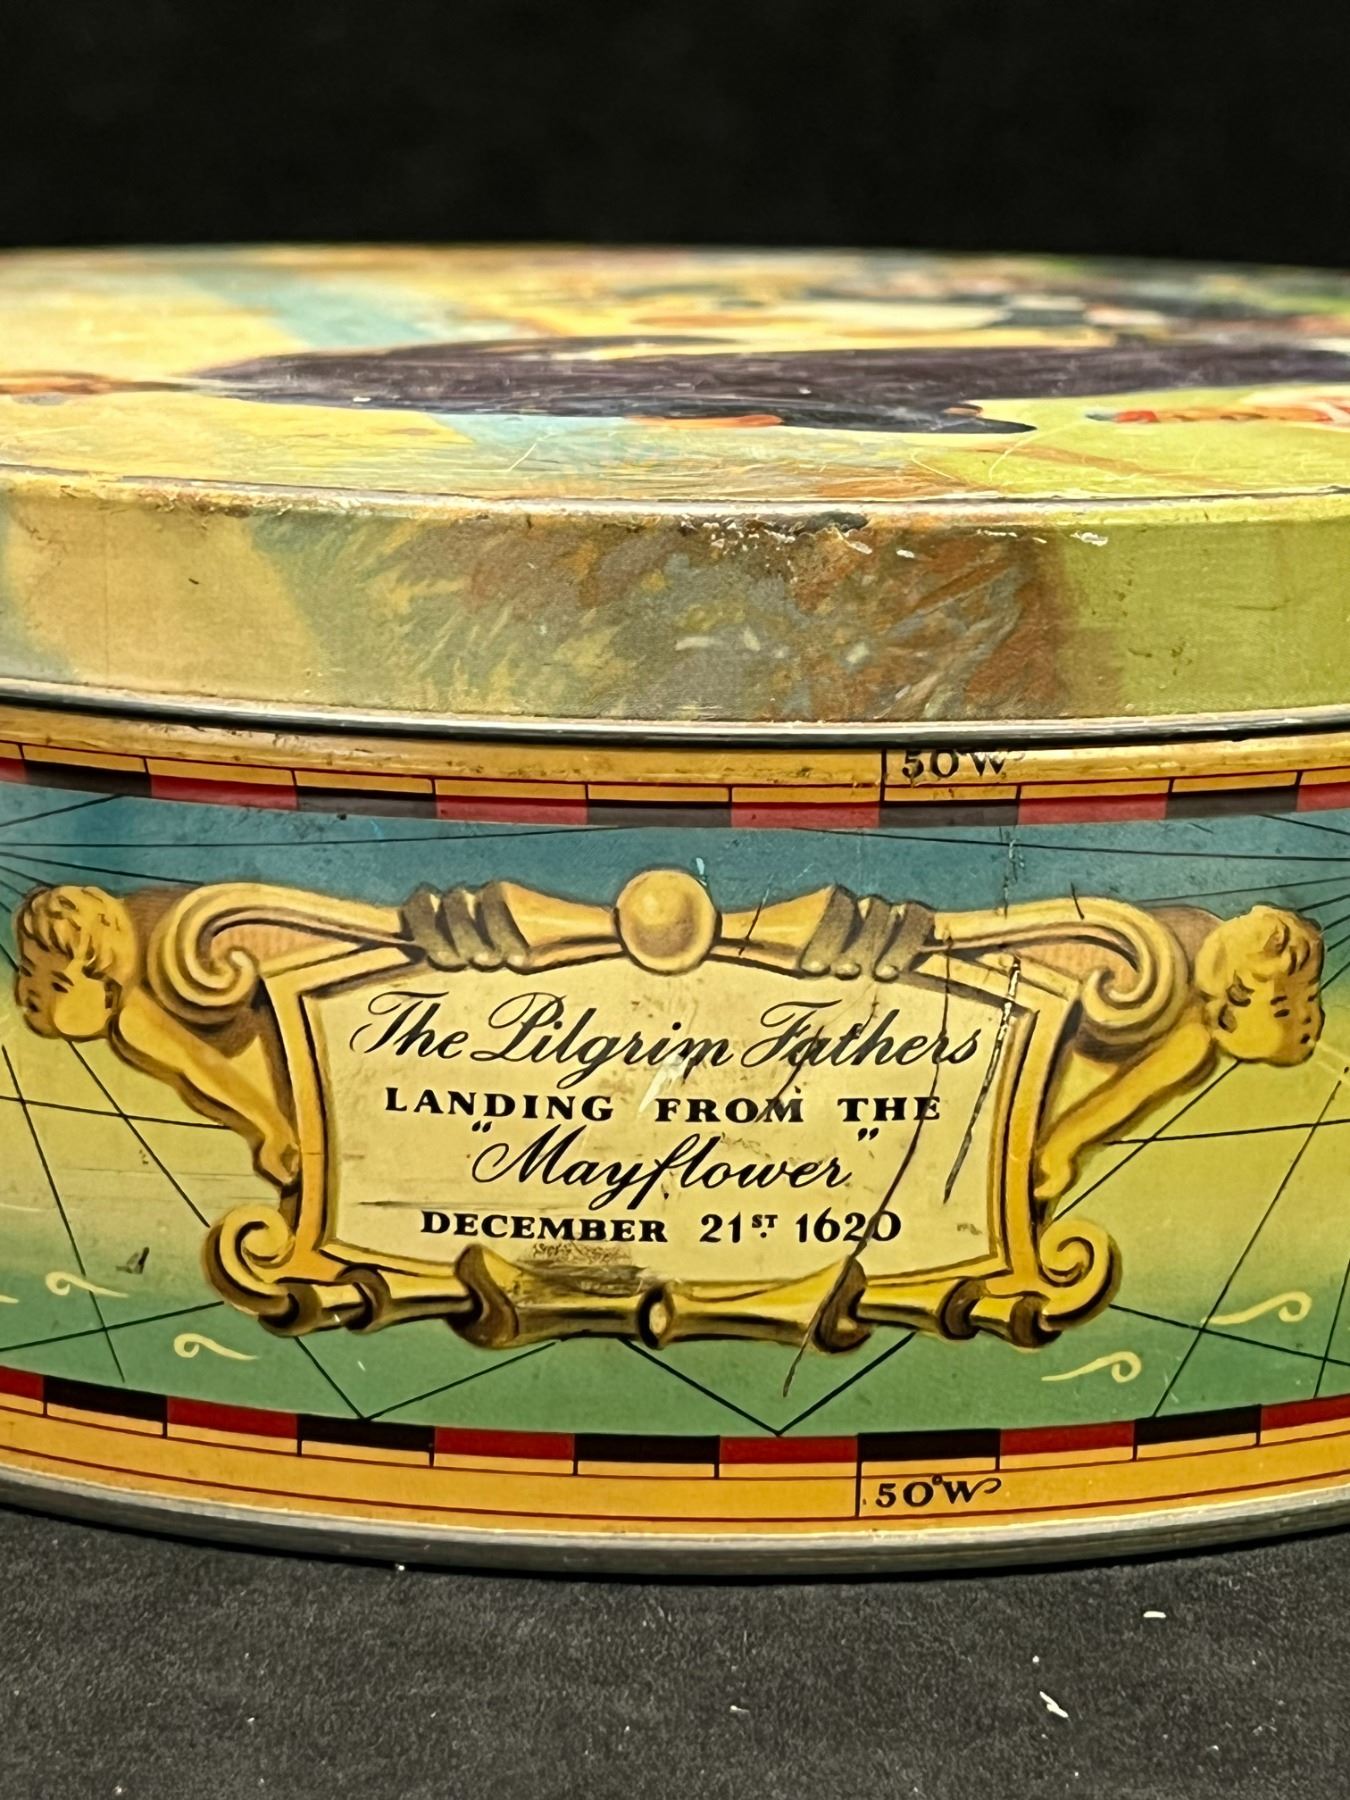 50°W
The Pilgrim Fathers
LANDING FROM THE
"Mayflower"
DECEMBER 21ST 1620
50°W